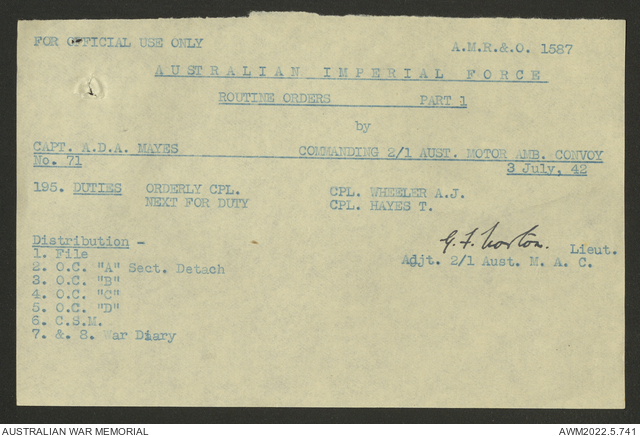 FOR OFFICIAL USE ONLY A.M.R.&O. 1587
AUSTRALIAN IMPERIAL FORCE
ROUTINE ORDERS PART 1
by
CAPT. A.D.A. MAYES COMMANDING 2/1 AUST. MOTOR AMB. CONVOY
No. 71 3 July, 42
195. DUTIES ORDERLY CPL. CPL. WHEELER A.J.
NEXT FOR DUTY CPL. HAYES T.
G. F. Norton. Lieut.
Adjt. 2/1 Aust. M. A. C.
Distribution -
1. File
2. O.C. "A" Sect. Detach
3. O.C. "B"
4. O.C. "C"
5. O.C. "D"
6. C.S.M.
7. &. 8. War Diary
AUSTRALIAN WAR MEMORIAL AWM2022.5.741